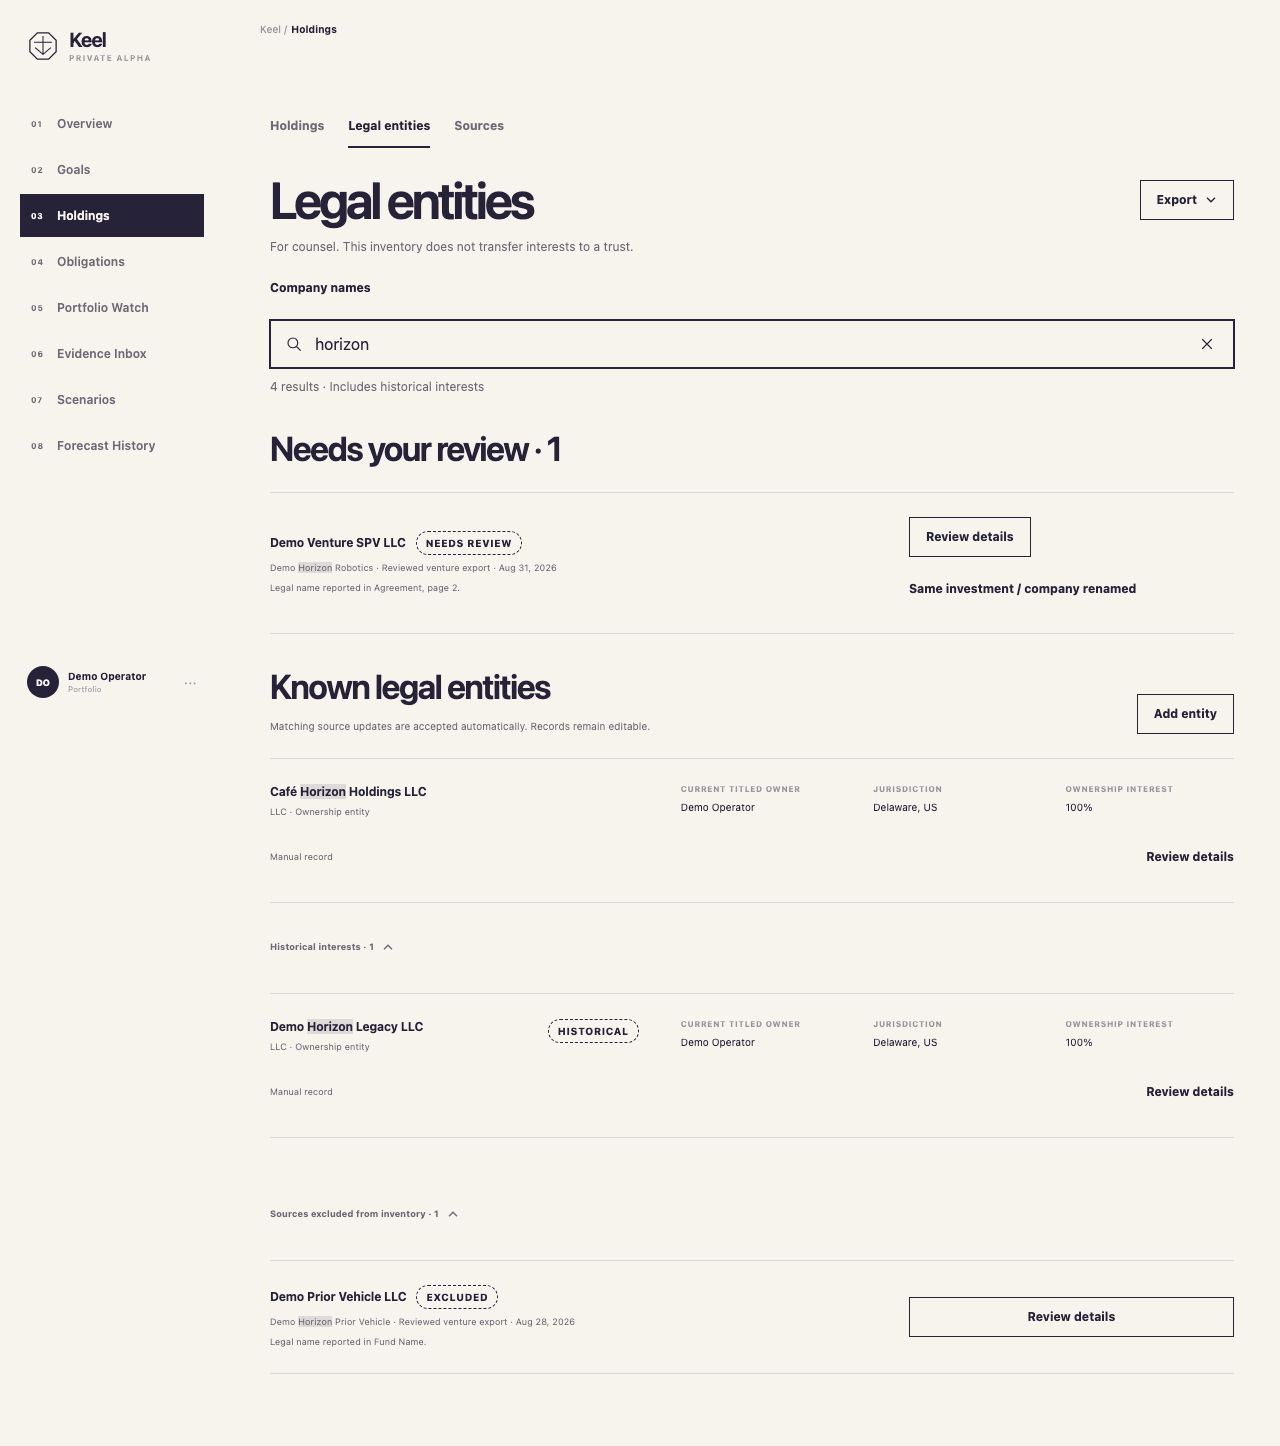 Keel
PRIVATE ALPHA
Keel / Holdings
01 Overview
02 Goals
03 Holdings
04 Obligations
05 Portfolio Watch
06 Evidence Inbox
07 Scenarios
08 Forecast History
DO Demo Operator
Portfolio
...
Holdings Legal entities Sources
Legal entities
Export
For counsel. This inventory does not transfer interests to a trust.
Company names
horizon
4 results · Includes historical interests
Needs your review · 1
Demo Venture SPV LLC NEEDS REVIEW
Demo Horizon Robotics · Reviewed venture export · Aug 31, 2026
Legal name reported in Agreement, page 2.
Review details
Same investment / company renamed
Known legal entities
Matching source updates are accepted automatically. Records remain editable.
Add entity
Café Horizon Holdings LLC
LLC · Ownership entity
CURRENT TITLED OWNER
Demo Operator
JURISDICTION
Delaware, US
OWNERSHIP INTEREST
100%
Manual record
Review details
Historical interests · 1
Demo Horizon Legacy LLC
LLC · Ownership entity
HISTORICAL
CURRENT TITLED OWNER
Demo Operator
JURISDICTION
Delaware, US
OWNERSHIP INTEREST
100%
Manual record
Review details
Sources excluded from inventory · 1
Demo Prior Vehicle LLC EXCLUDED
Demo Horizon Prior Vehicle · Reviewed venture export · Aug 28, 2026
Legal name reported in Fund Name.
Review details